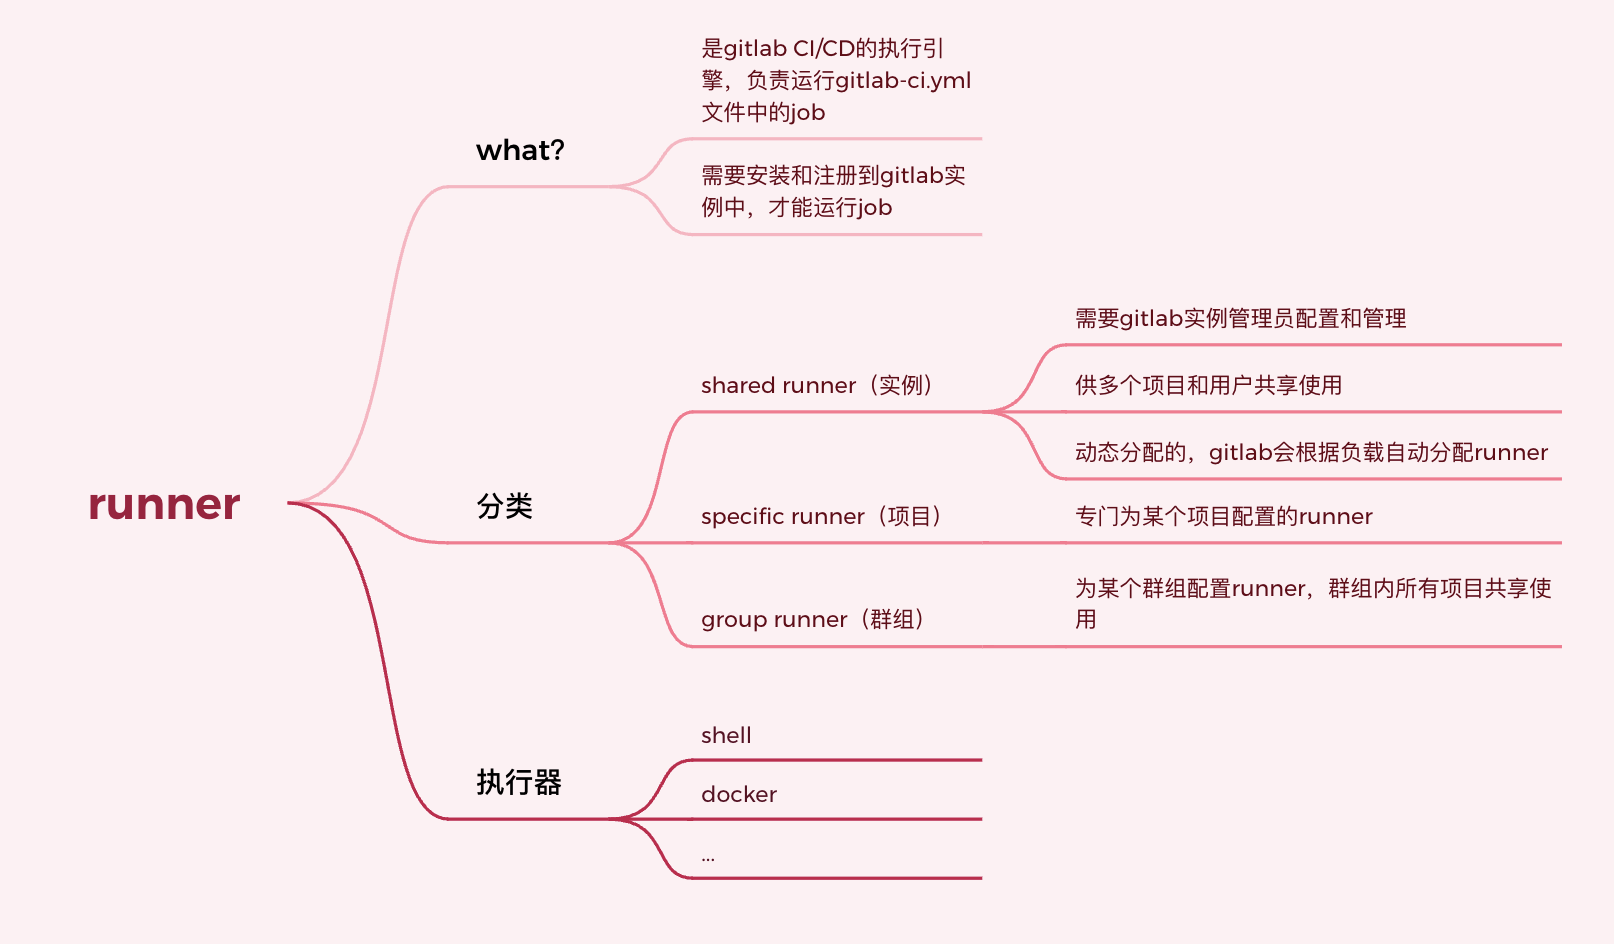 runner
what?
是gitlab CI/CD的执行引
擎，负责运行gitlab-ci.yml
文件中的job
需要安装和注册到gitlab实
例中，才能运行job
分类
shared runner（实例）
需要gitlab实例管理员配置和管理
供多个项目和用户共享使用
动态分配的，gitlab会根据负载自动分配runner
specific runner（项目）
专门为某个项目配置的runner
group runner（群组）
为某个群组配置runner，群组内所有项目共享使
用
执行器
shell
docker
...